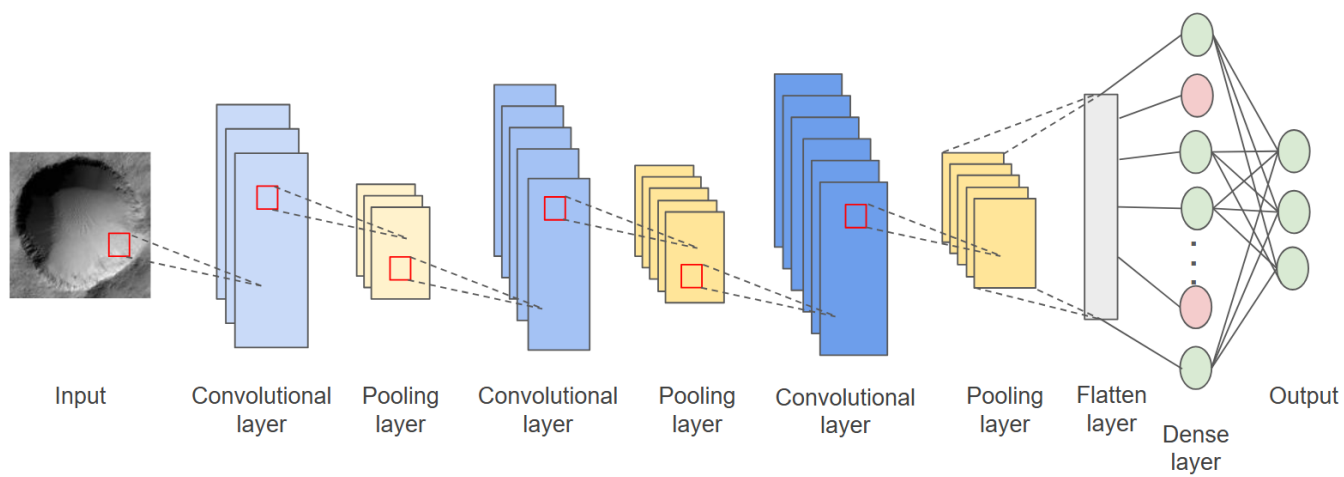 Input
Convolutional
layer
Pooling
layer
Convolutional
layer
Pooling
layer
Convolutional
layer
Pooling
layer
Flatten
layer
Dense
layer
Output